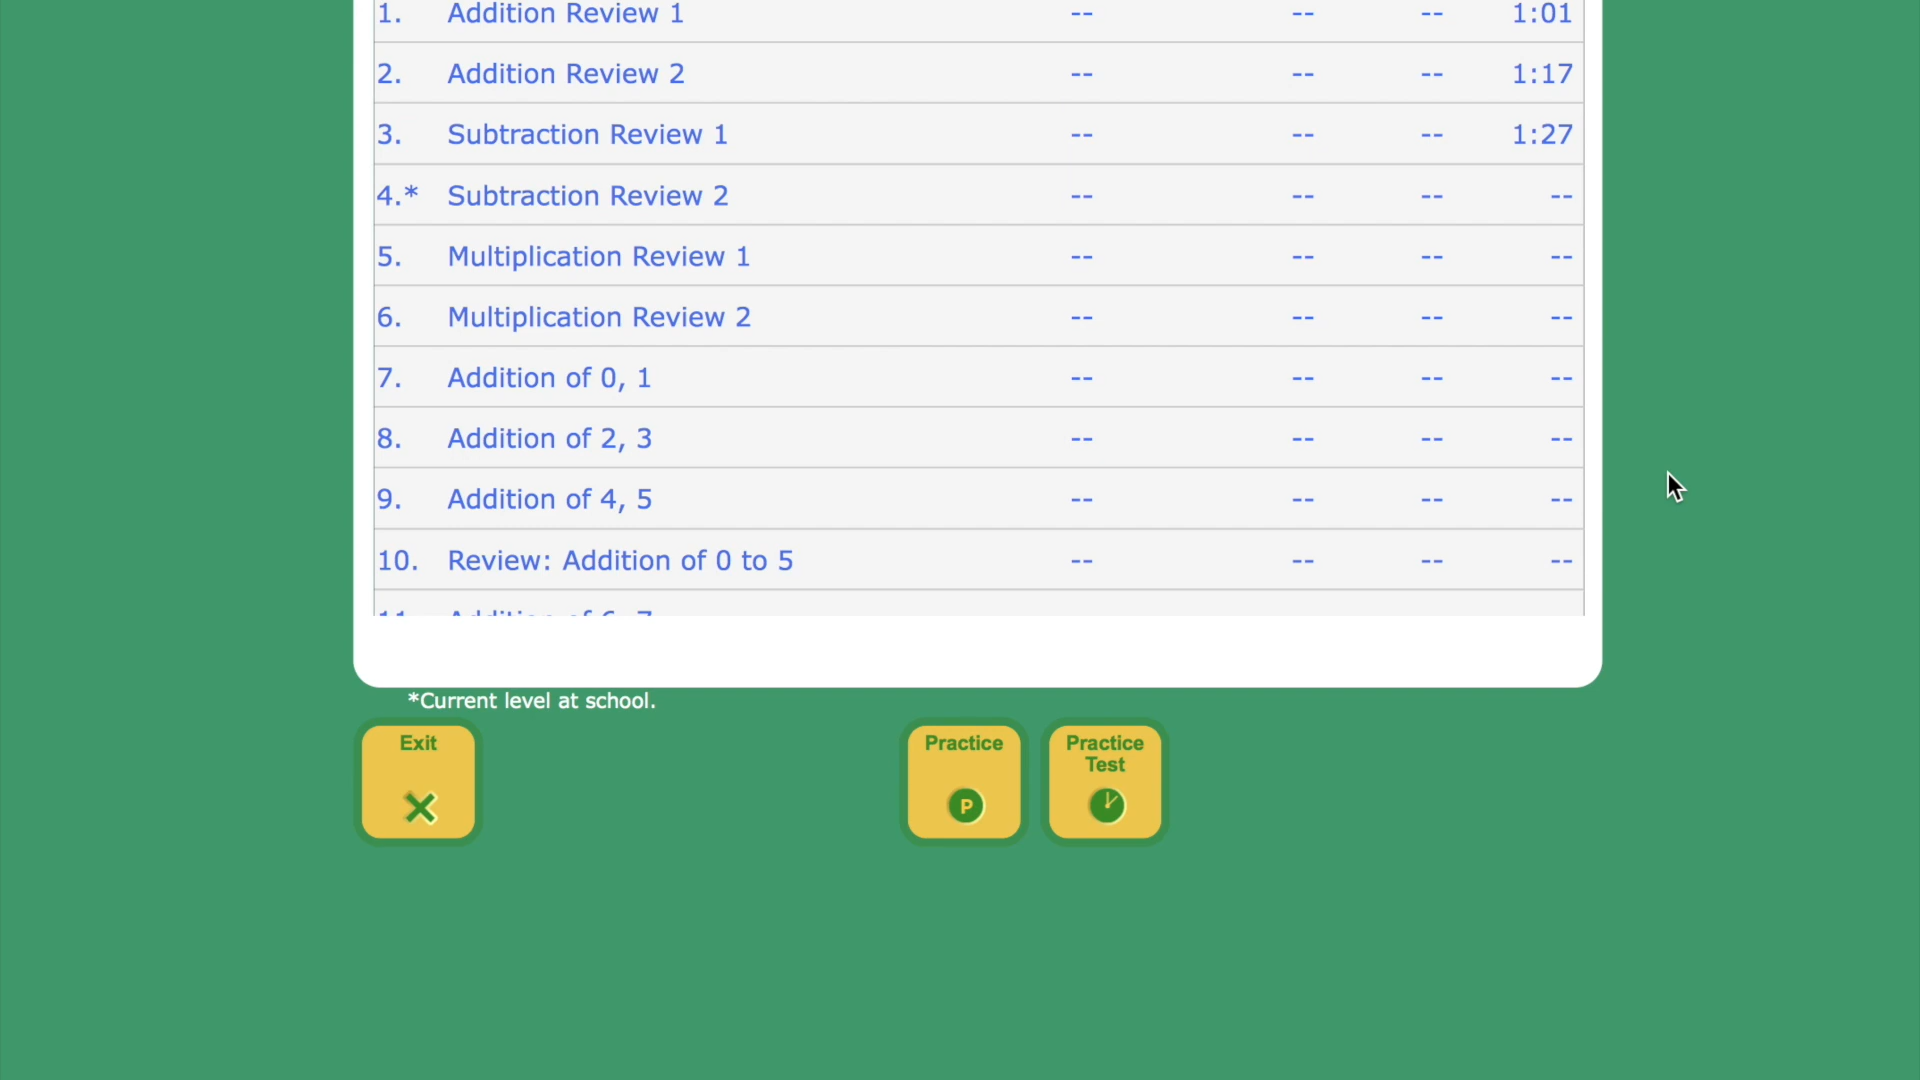 1. Addition Review 1 -- -- -- 1:01
2. Addition Review 2 -- -- -- 1:17
3. Subtraction Review 1 -- -- -- 1:27
4.* Subtraction Review 2 -- -- -- --
5. Multiplication Review 1 -- -- -- --
6. Multiplication Review 2 -- -- -- --
7. Addition of 0, 1 -- -- -- --
8. Addition of 2, 3 -- -- -- --
9. Addition of 4, 5 -- -- -- --
10. Review: Addition of 0 to 5 -- -- -- --
*Current level at school.
Exit
Practice
P
Practice
Test